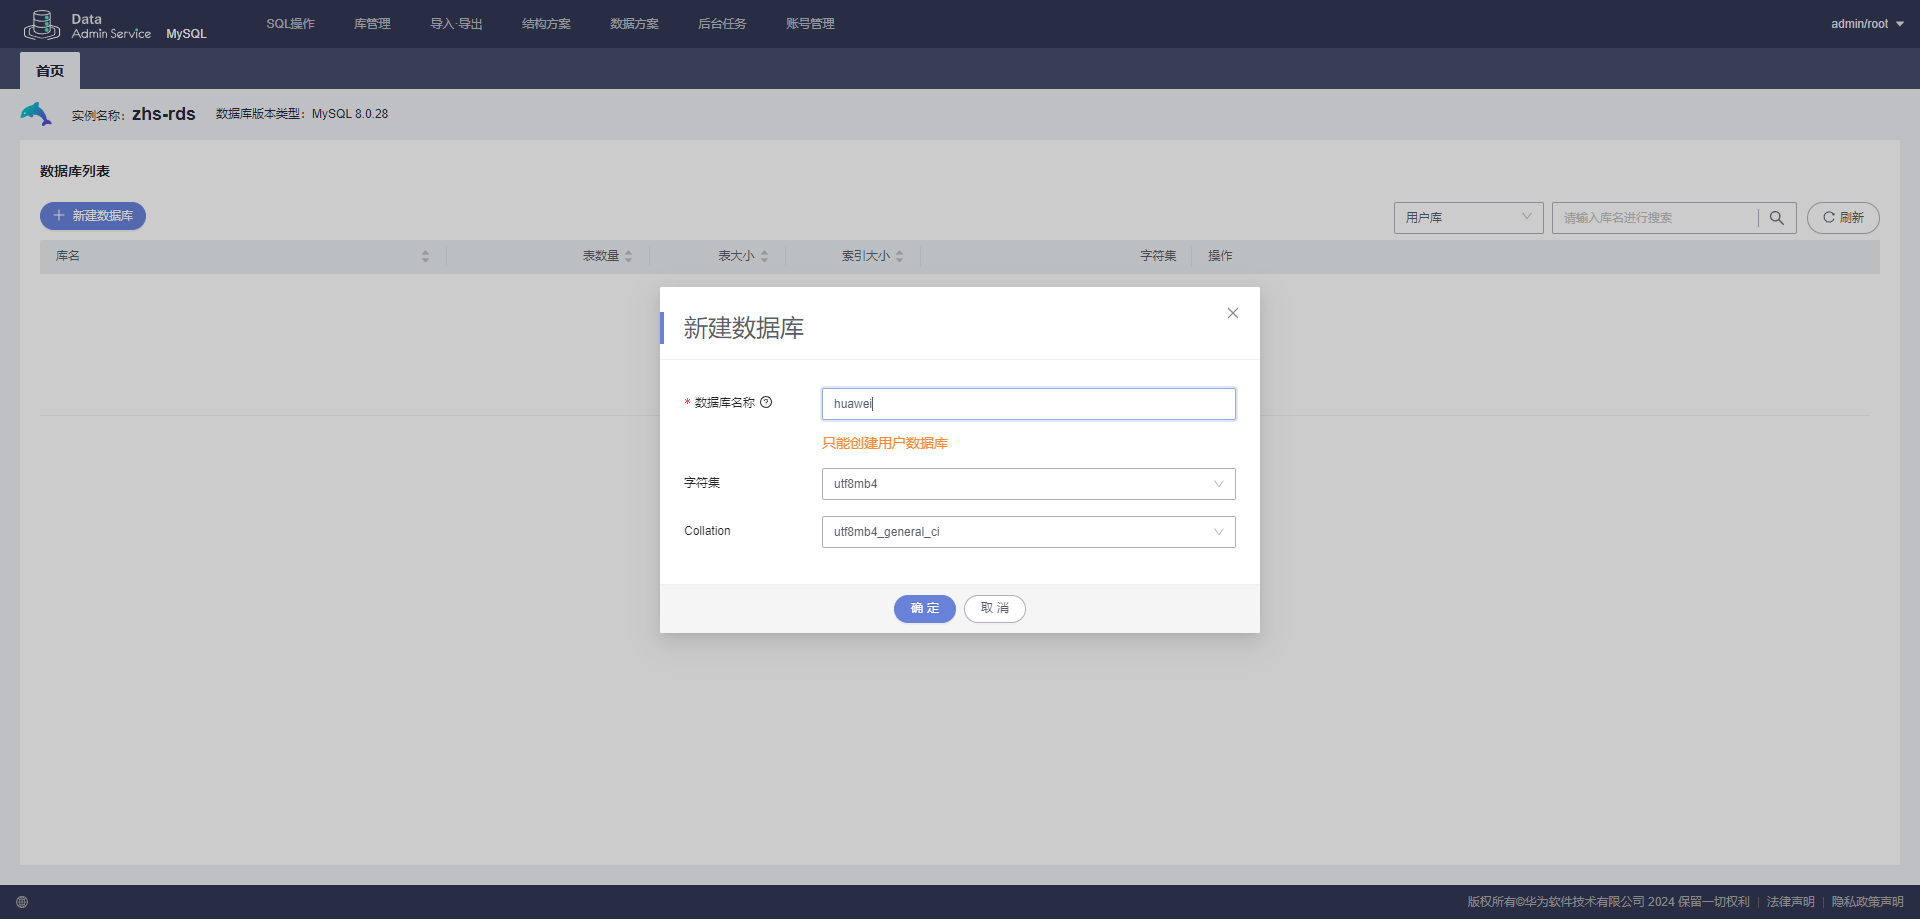 Data Admin Service MySQL SQL操作 库管理 导入·导出 结构方案 数据方案 后台任务 账号管理 admin/root
首页
实例名称： zhs-rds 数据库版本类型：MySQL 8.0.28
数据库列表
新建数据库 用户库 请输入库名进行搜索 刷新
库名 表数量 表大小 索引大小 字符集 操作
新建数据库
* 数据库名称 huawei
只能创建用户数据库
字符集 utf8mb4
Collation utf8mb4_general_ci
确定 取消
版权所有©华为软件技术有限公司 2024 保留一切权利 | 法律声明 | 隐私政策声明